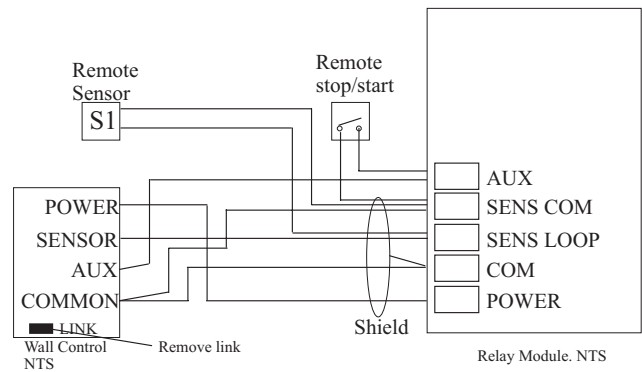 Remote
Sensor
S1
Remote
stop/start
POWER
SENSOR
AUX
COMMON
LINK
Wall Control
NTS
Remove link
Shield
AUX
SENS COM
SENS LOOP
COM
POWER
Relay Module. NTS